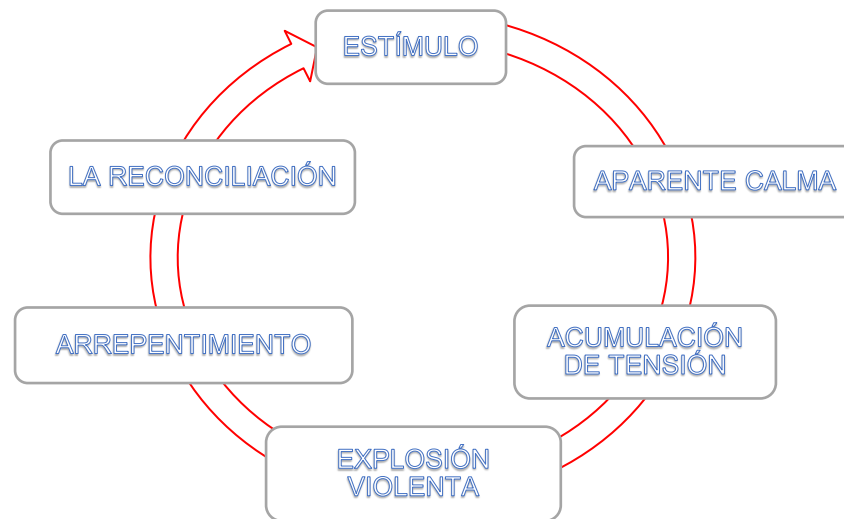 ESTÍMULO
APARENTE CALMA
ACUMULACIÓN
DE TENSIÓN
EXPLOSIÓN
VIOLENTA
ARREPENTIMIENTO
LA RECONCILIACIÓN